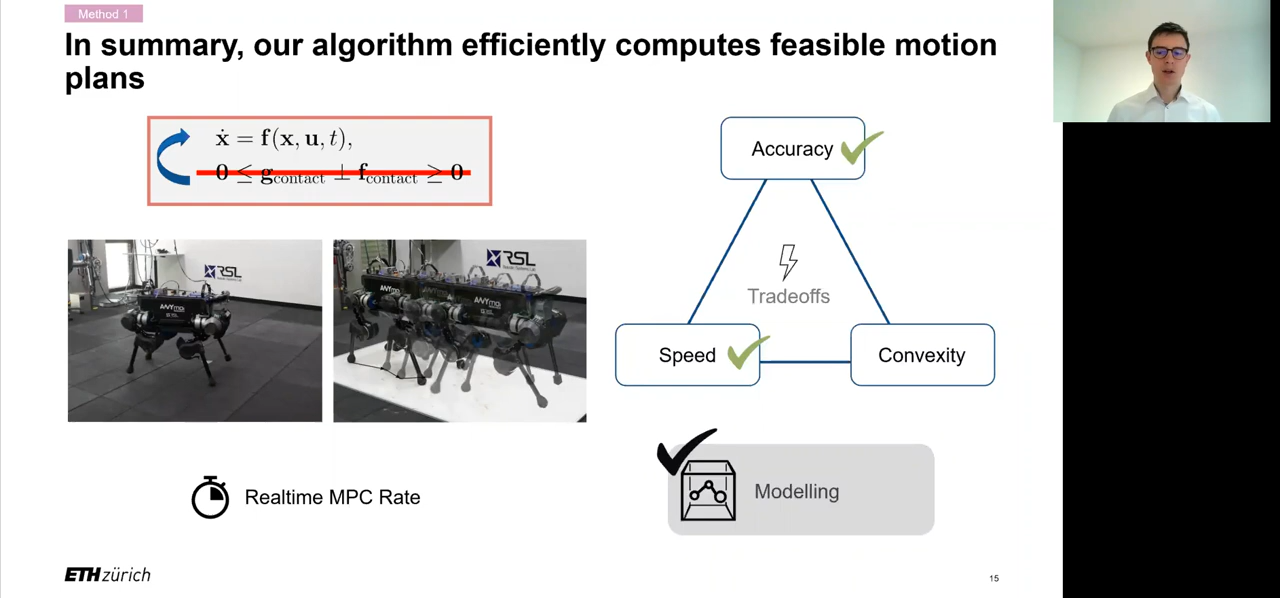 Method 1
In summary, our algorithm efficiently computes feasible motion
plans
ẋ = f(x, u, t),
0 ≤ g_contact ⊥ f_contact ≥ 0
Accuracy
Tradeoffs
Speed
Convexity
RSL
RSL
ANYmal
Realtime MPC Rate
Modelling
ETH zürich
15